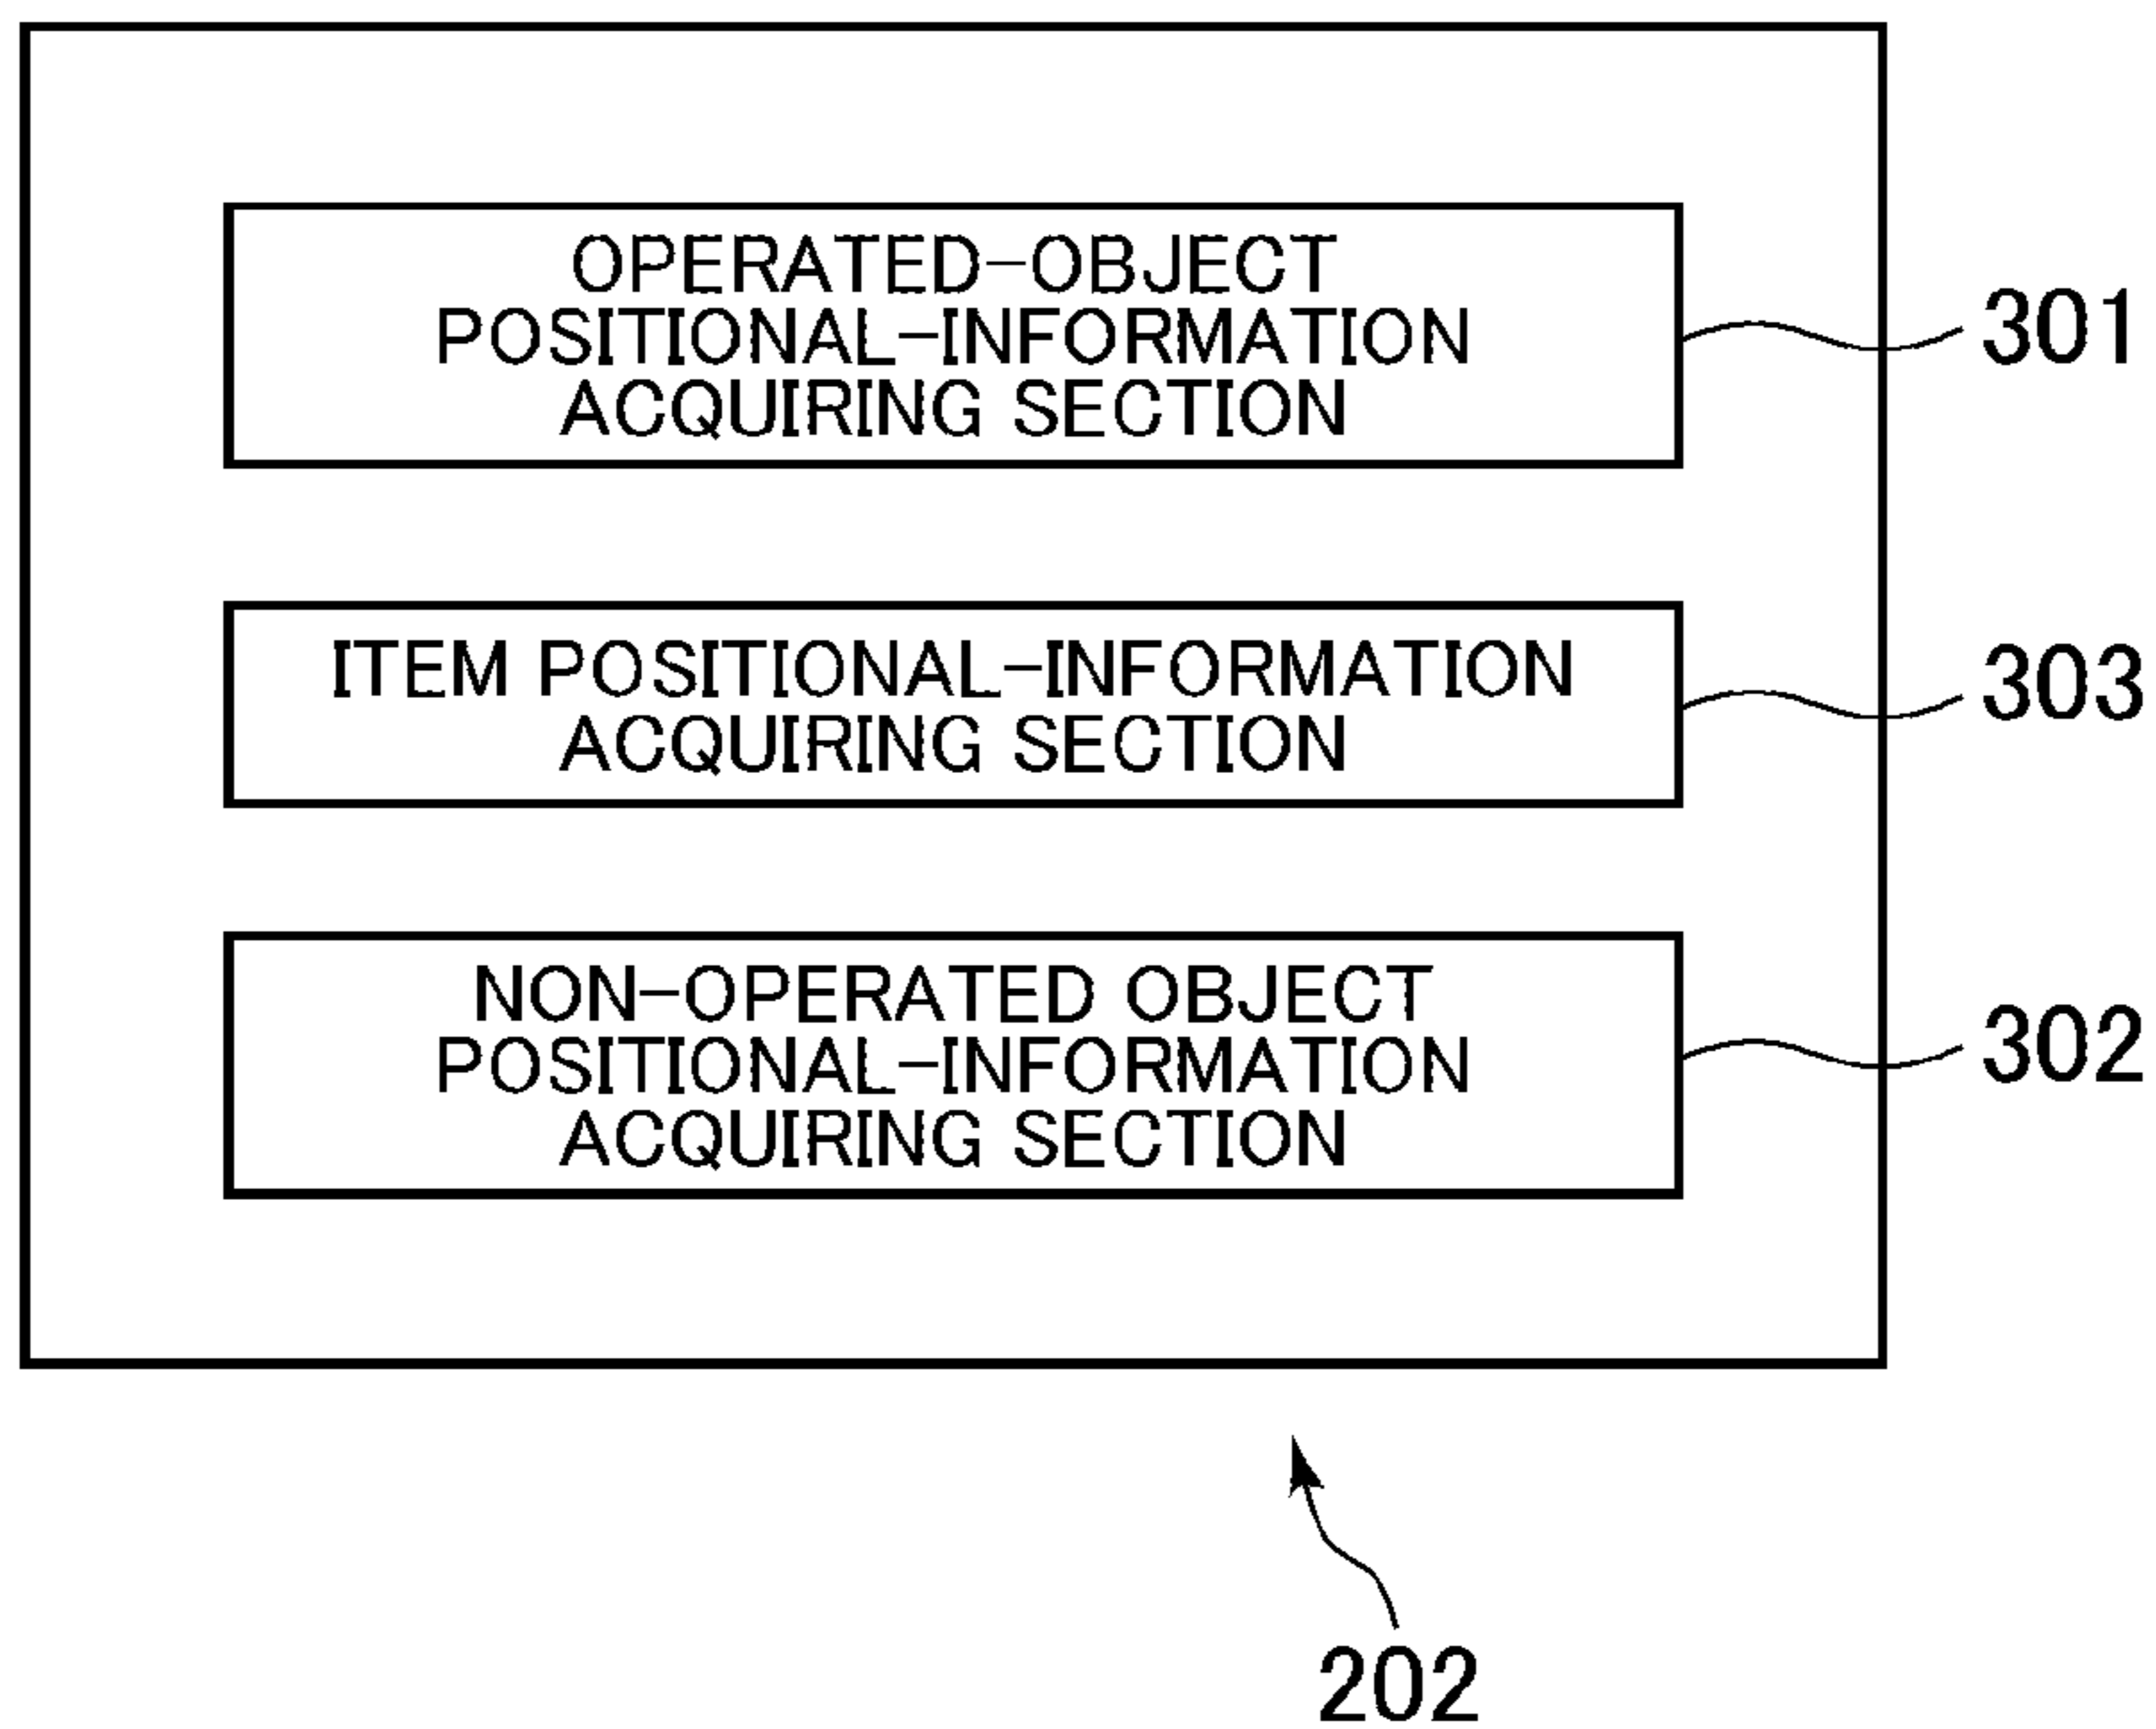 OPERATED-OBJECT
POSITIONAL-INFORMATION
ACQUIRING SECTION
301
ITEM POSITIONAL-INFORMATION
ACQUIRING SECTION
303
NON-OPERATED OBJECT
POSITIONAL-INFORMATION
ACQUIRING SECTION
302
202